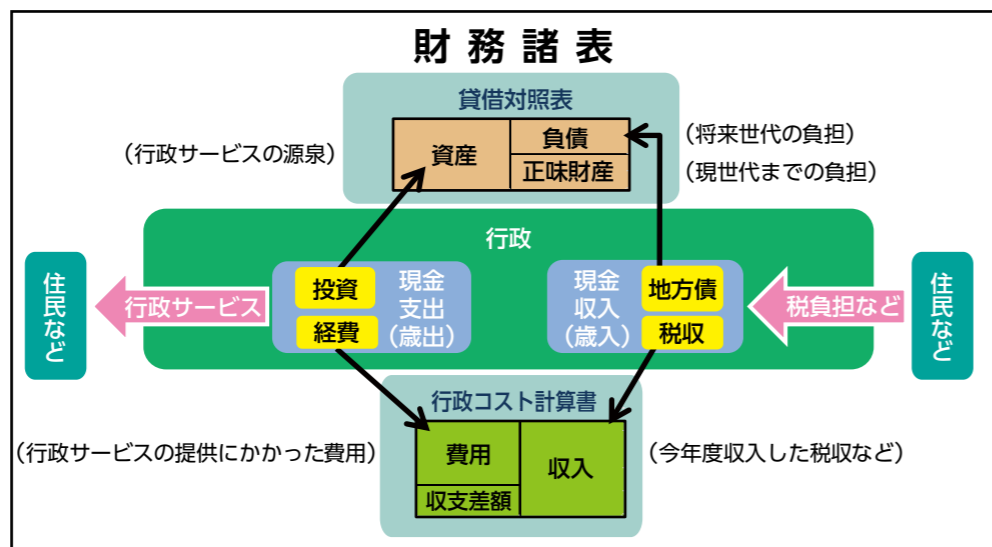 財務諸表
貸借対照表
(行政サービスの源泉)
資産
負債
正味財産
(将来世代の負担)
(現世代までの負担)
行政
住民など
行政サービス
投資
経費
現金
支出
(歳出)
現金
収入
(歳入)
地方債
税収
税負担など
住民など
行政コスト計算書
(行政サービスの提供にかかった費用)
費用
収支差額
収入
(今年度収入した税収など)